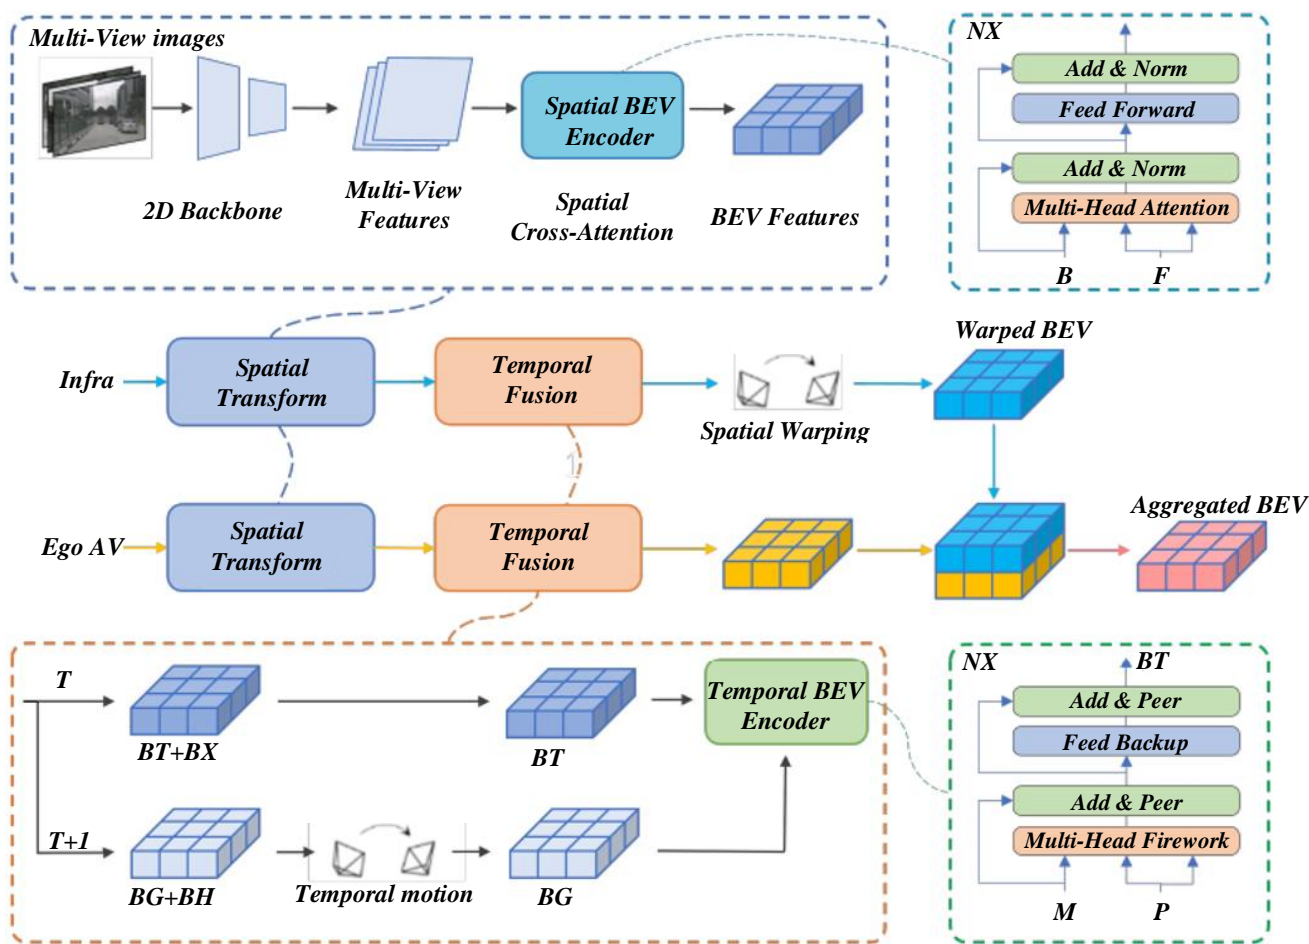 Multi-View images
2D Backbone
Multi-View
Features
Spatial BEV
Encoder
Spatial
Cross-Attention
BEV Features
NX
Add & Norm
Feed Forward
Add & Norm
Multi-Head Attention
B
F
Infra
Spatial
Transform
Temporal
Fusion
Spatial Warping
Warped BEV
1
Ego AV
Spatial
Transform
Temporal
Fusion
Aggregated BEV
T
BT+BX
BT
Temporal BEV
Encoder
T+1
BG+BH
Temporal motion
BG
NX
BT
Add & Peer
Feed Backup
Add & Peer
Multi-Head Firework
M
P